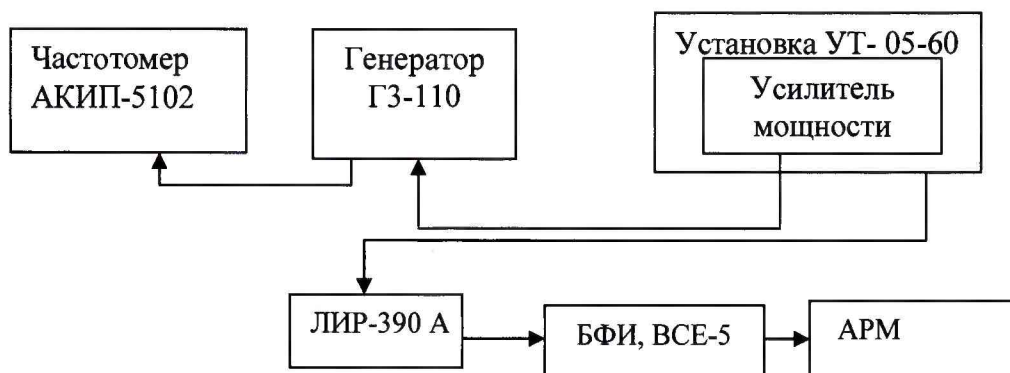 Частотомер
АКИП-5102
Генератор
Г3-110
Установка УТ- 05-60
Усилитель
мощности
ЛИР-390 А
БФИ, ВСЕ-5
АРМ